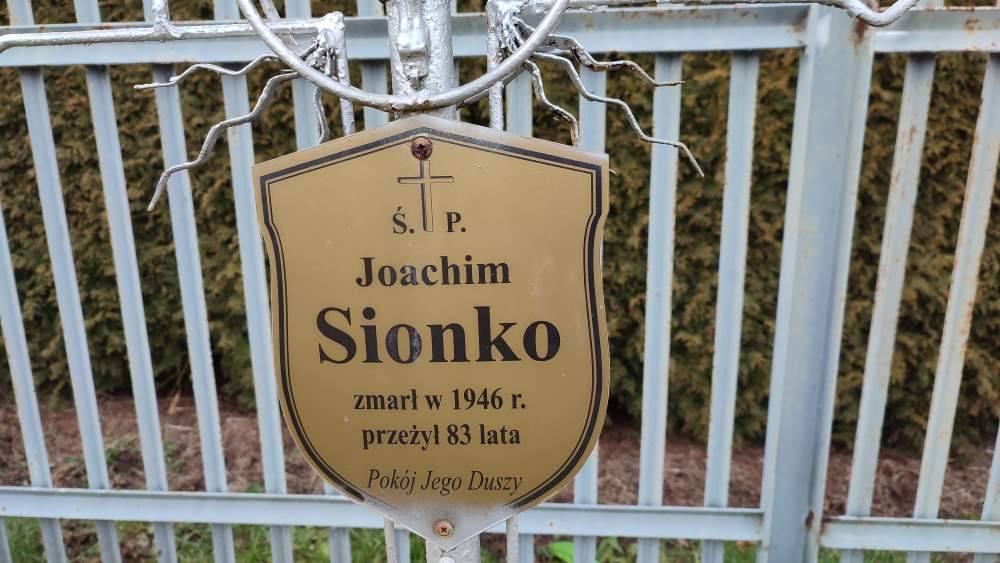 Ś. P.
Joachim
Sionko
zmarł w 1946 r.
przeżył 83 lata
Pokój Jego Duszy